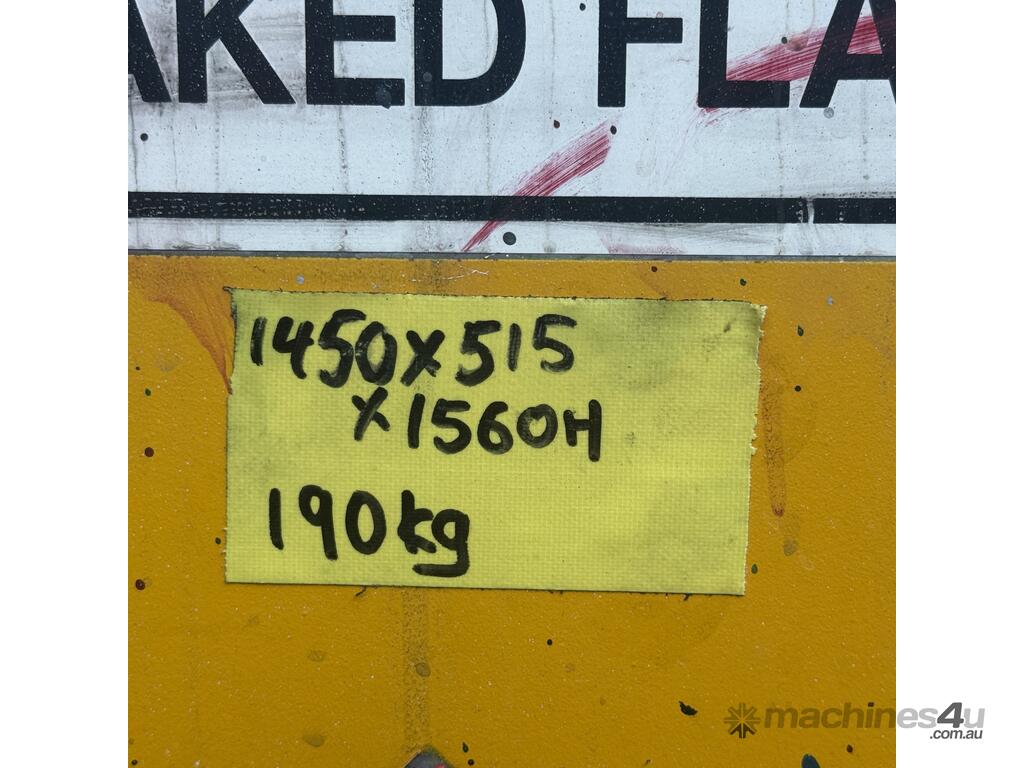 AKED FLA
1450x515
x1560H
190kg
machines4u
.com.au